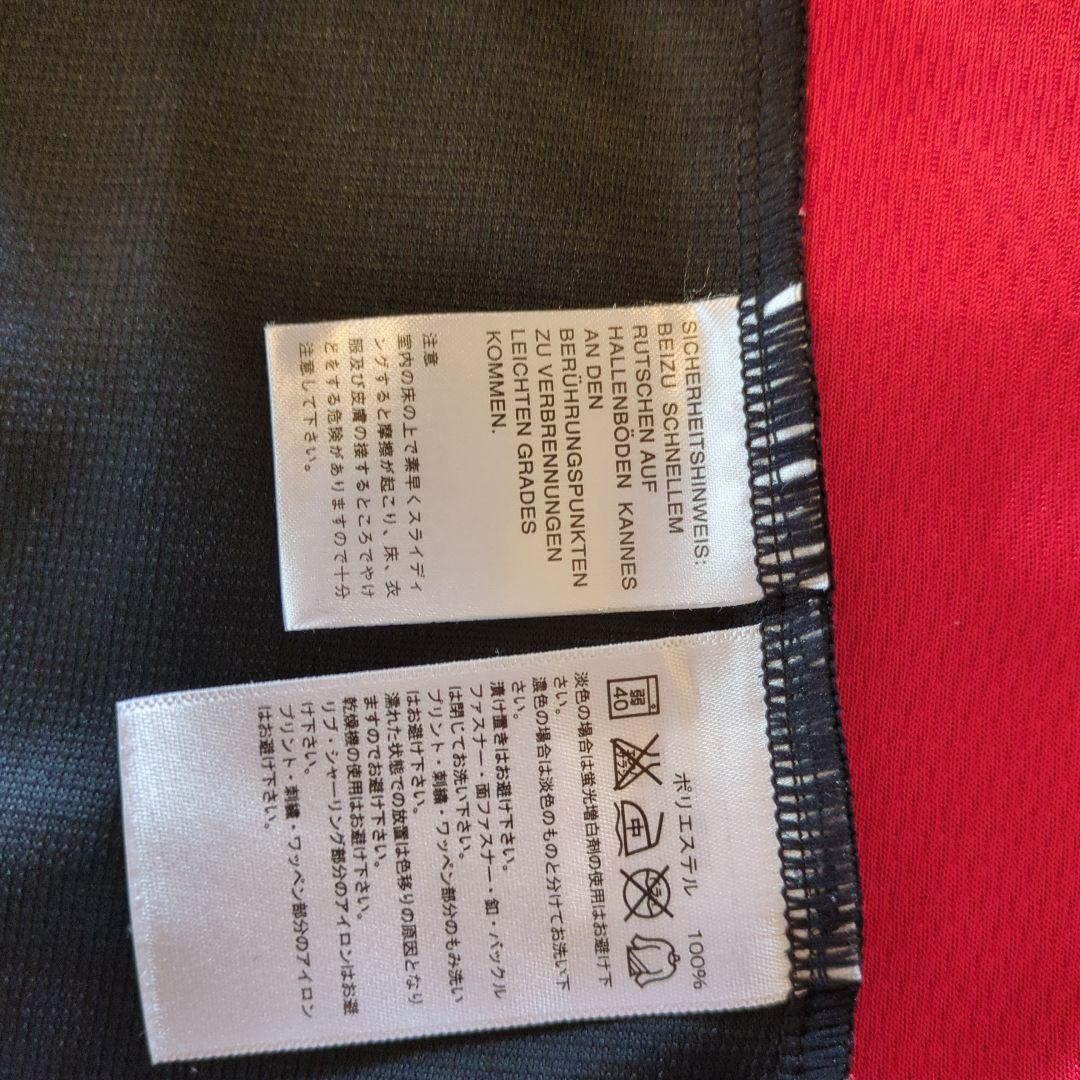 SICHERHEITSHINWEIS:
BEIZU SCHNELLEM
RUTSCHEN AUF
HALLENBÖDEN KANNES
AN DEN
BERÜHRUNGSPUNKTEN
ZU VERBRENNUNGEN
LEICHTEN GRADES
KOMMEN.
注意
室内の床の上で素早くスライディ
ングすると摩擦が起こり、床、衣
服及び皮膚の接するところでやけ
どをする危険がありますので十分
注意して下さい。
ポリエステル 100%
弱 40 中
淡色の場合は蛍光増白剤の使用はお避け下
さい。
濃色の場合は淡色のものと分けてお洗い下
さい。
漬け置きはお避け下さい。
ファスナー・面ファスナー・釦・バックル
は閉じてお洗い下さい。
プリント・刺繍・ワッペン部分のもみ洗い
はお避け下さい。
濡れた状態での放置は色移りの原因となり
ますのでお避け下さい。
乾燥機の使用はお避け下さい。
リブ・シャーリング部分のアイロンはお避
け下さい。
プリント・刺繍・ワッペン部分のアイロン
はお避け下さい。